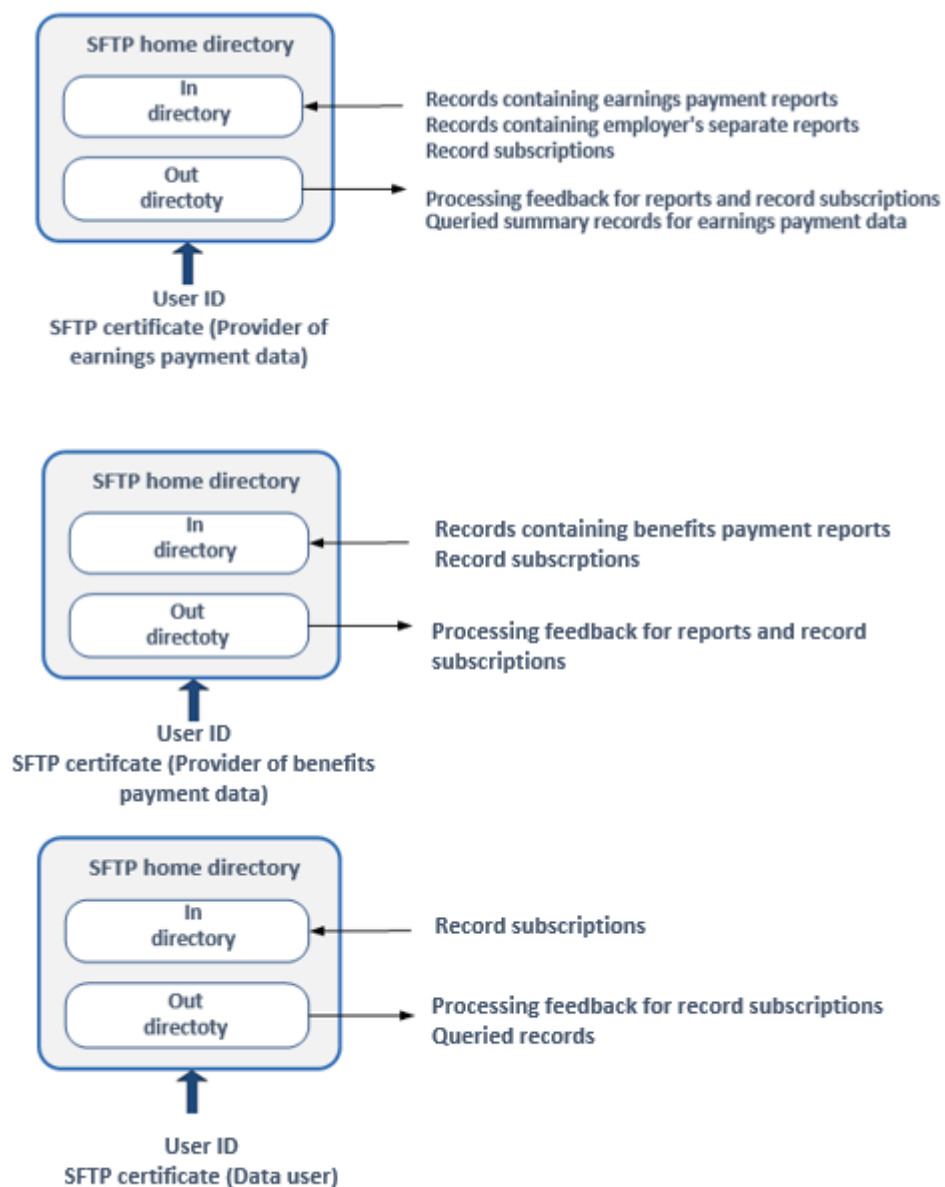 SFTP home directory
In
directory
Records containing earnings payment reports
Records containing employer's separate reports
Record subscriptions
Out
directoty
Processing feedback for reports and record subscriptions
Queried summary records for earnings payment data
User ID
SFTP certificate (Provider of
earnings payment data)
SFTP home directory
In
directory
Records containing benefits payment reports
Record subscrptions
Out
directoty
Processing feedback for reports and record
subscriptions
User ID
SFTP certifcate (Provider of benefits
payment data)
SFTP home directory
In
directory
Record subscriptions
Out
directoty
Processing feedback for record subscriptions
Queried records
User ID
SFTP certificate (Data user)